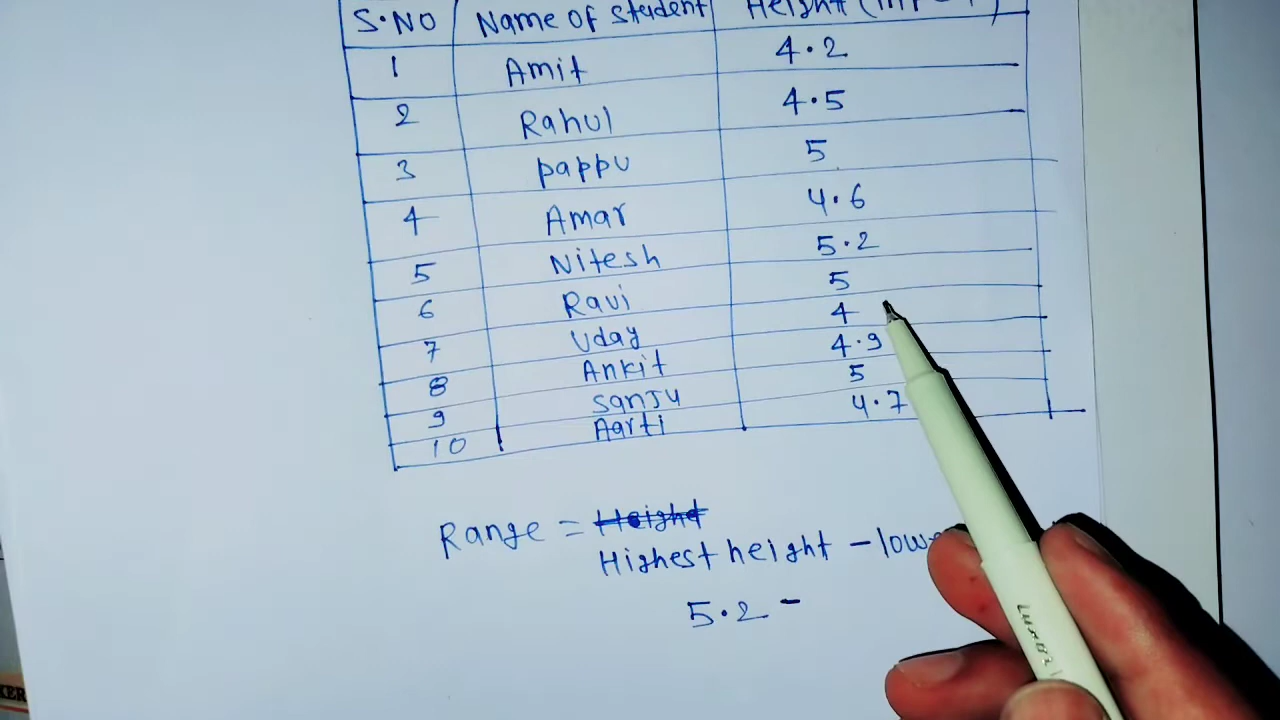 S.NO Name of student Height
1 Amit 4.2
2 Rahul 4.5
3 pappu 5
4 Amar 4.6
5 Nitesh 5.2
6 Ravi 5
7 Uday 4
8 Ankit 4.9
9 Sanju 5
10 Aarti 4.7
Range = Height
Highest height - low
5.2 -
Luxor